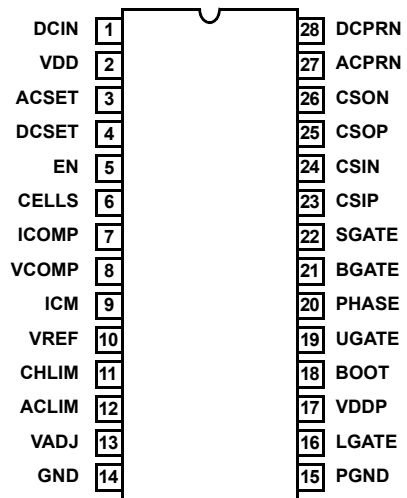 DCIN 1 28 DCPRN
VDD 2 27 ACPRN
ACSET 3 26 CSON
DCSET 4 25 CSOP
EN 5 24 CSIN
CELLS 6 23 CSIP
ICOMP 7 22 SGATE
VCOMP 8 21 BGATE
ICM 9 20 PHASE
VREF 10 19 UGATE
CHLIM 11 18 BOOT
ACLIM 12 17 VDDP
VADJ 13 16 LGATE
GND 14 15 PGND